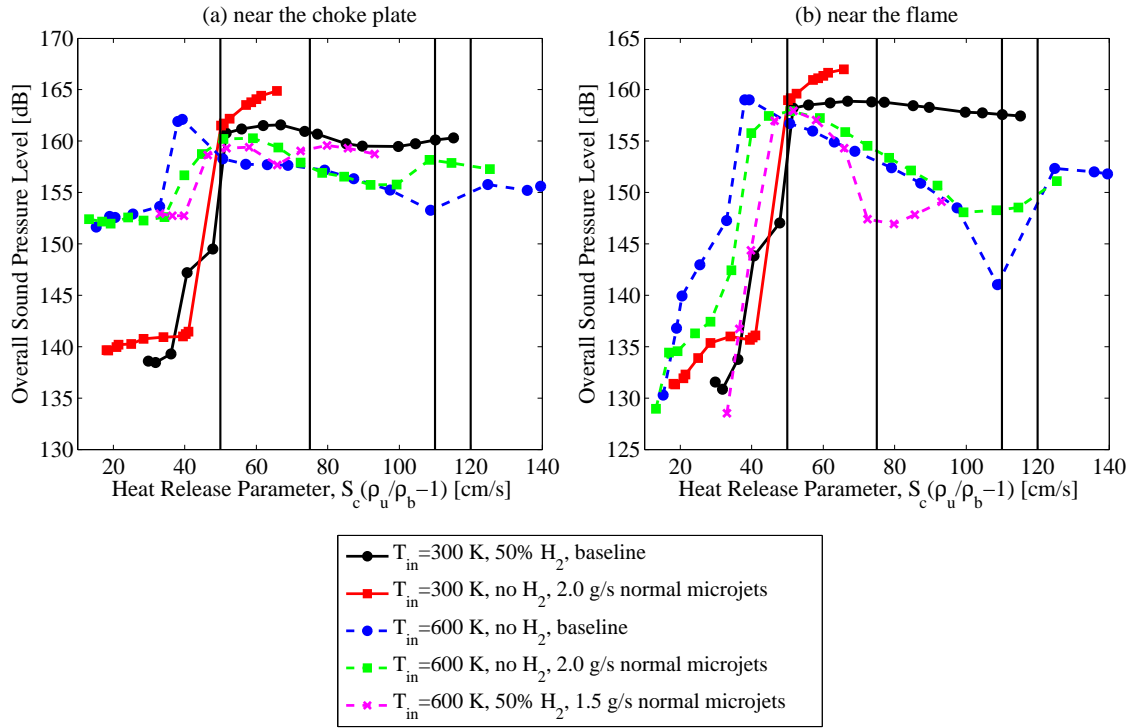 (a) near the choke plate
(b) near the flame
Overall Sound Pressure Level [dB]
170
165
160
155
150
145
140
135
130
20 40 60 80 100 120 140
Heat Release Parameter, S_c(ρ_u/ρ_b−1) [cm/s]
Overall Sound Pressure Level [dB]
165
160
155
150
145
140
135
130
125
20 40 60 80 100 120 140
Heat Release Parameter, S_c(ρ_u/ρ_b−1) [cm/s]
T_in=300 K, 50% H_2, baseline
T_in=300 K, no H_2, 2.0 g/s normal microjets
T_in=600 K, no H_2, baseline
T_in=600 K, no H_2, 2.0 g/s normal microjets
T_in=600 K, 50% H_2, 1.5 g/s normal microjets